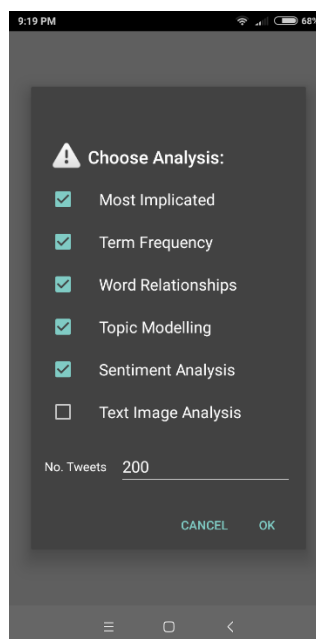 9:19 PM 68%
Choose Analysis:
Most Implicated
Term Frequency
Word Relationships
Topic Modelling
Sentiment Analysis
Text Image Analysis
No. Tweets 200
CANCEL OK